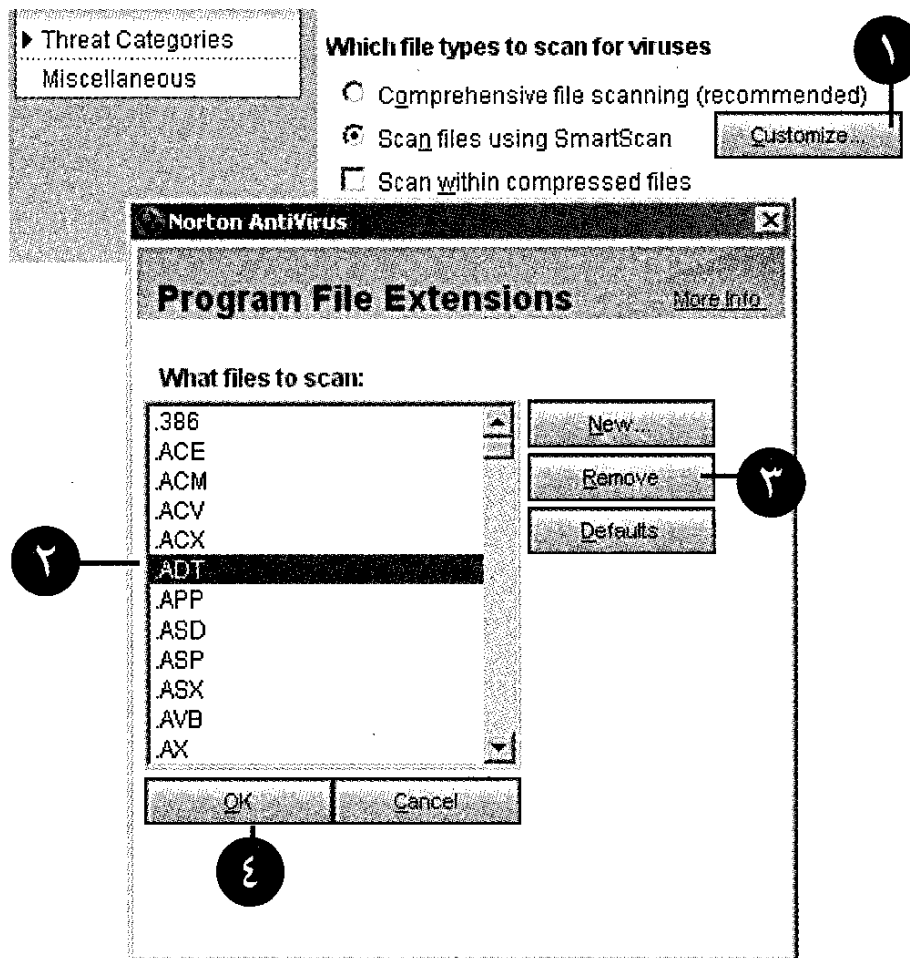 Threat Categories
Miscellaneous
Which file types to scan for viruses
١
Comprehensive file scanning (recommended)
Scan files using SmartScan
Customize...
Scan within compressed files
Norton AntiVirus
Program File Extensions
More Info
What files to scan:
.386
.ACE
.ACM
.ACV
.ACX
.ADT
.APP
.ASD
.ASP
.ASX
.AVB
.AX
New...
Remove
Defaults
٢
٣
OK
Cancel
٤